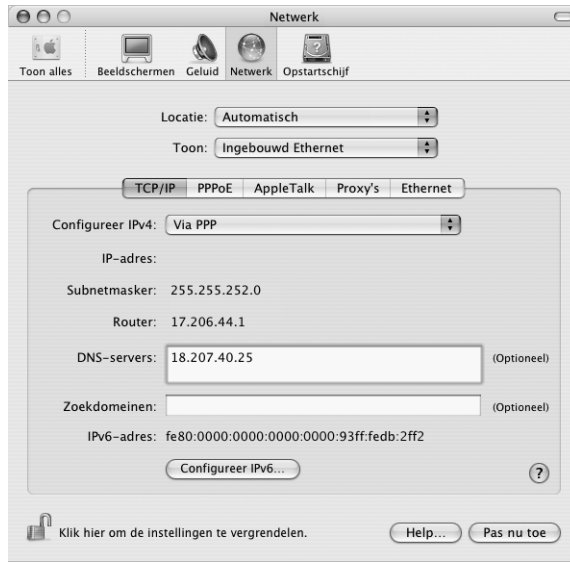 Netwerk
Toon alles Beeldschermen Geluid Netwerk Opstartschijf
Locatie: Automatisch
Toon: Ingebouwd Ethernet
TCP/IP PPPoE AppleTalk Proxy's Ethernet
Configureer IPv4: Via PPP
IP-adres:
Subnetmasker: 255.255.252.0
Router: 17.206.44.1
DNS-servers: 18.207.40.25 (Optioneel)
Zoekdomeinen: (Optioneel)
IPv6-adres: fe80:0000:0000:0000:0000:93ff:fedb:2ff2
Configureer IPv6... ?
Klik hier om de instellingen te vergrendelen. Help... Pas nu toe